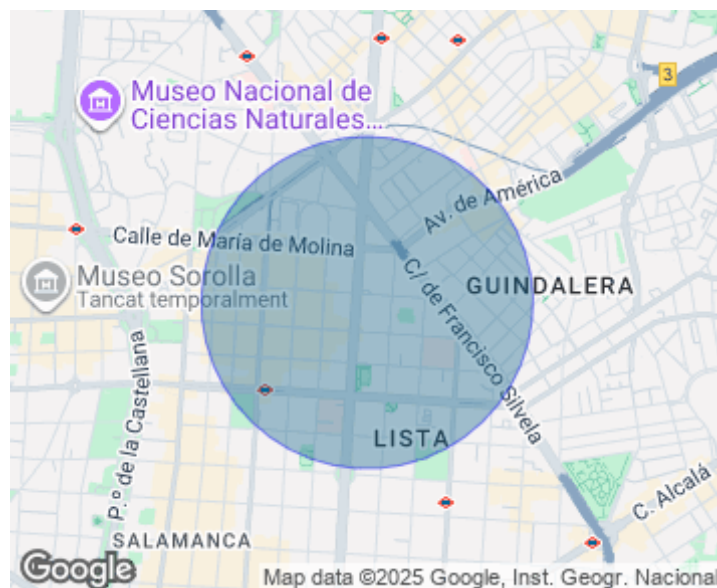 Museo Nacional de
Ciencias Naturales...
3
Av. de América
Calle de María de Molina
Museo Sorolla
Tancat temporalment
GUINDALERA
C/ de Francisco Silvela
P.º de la Castellana
LISTA
C. Alcalá
SALAMANCA
Google
Map data ©2025 Google, Inst. Geogr. Nacional